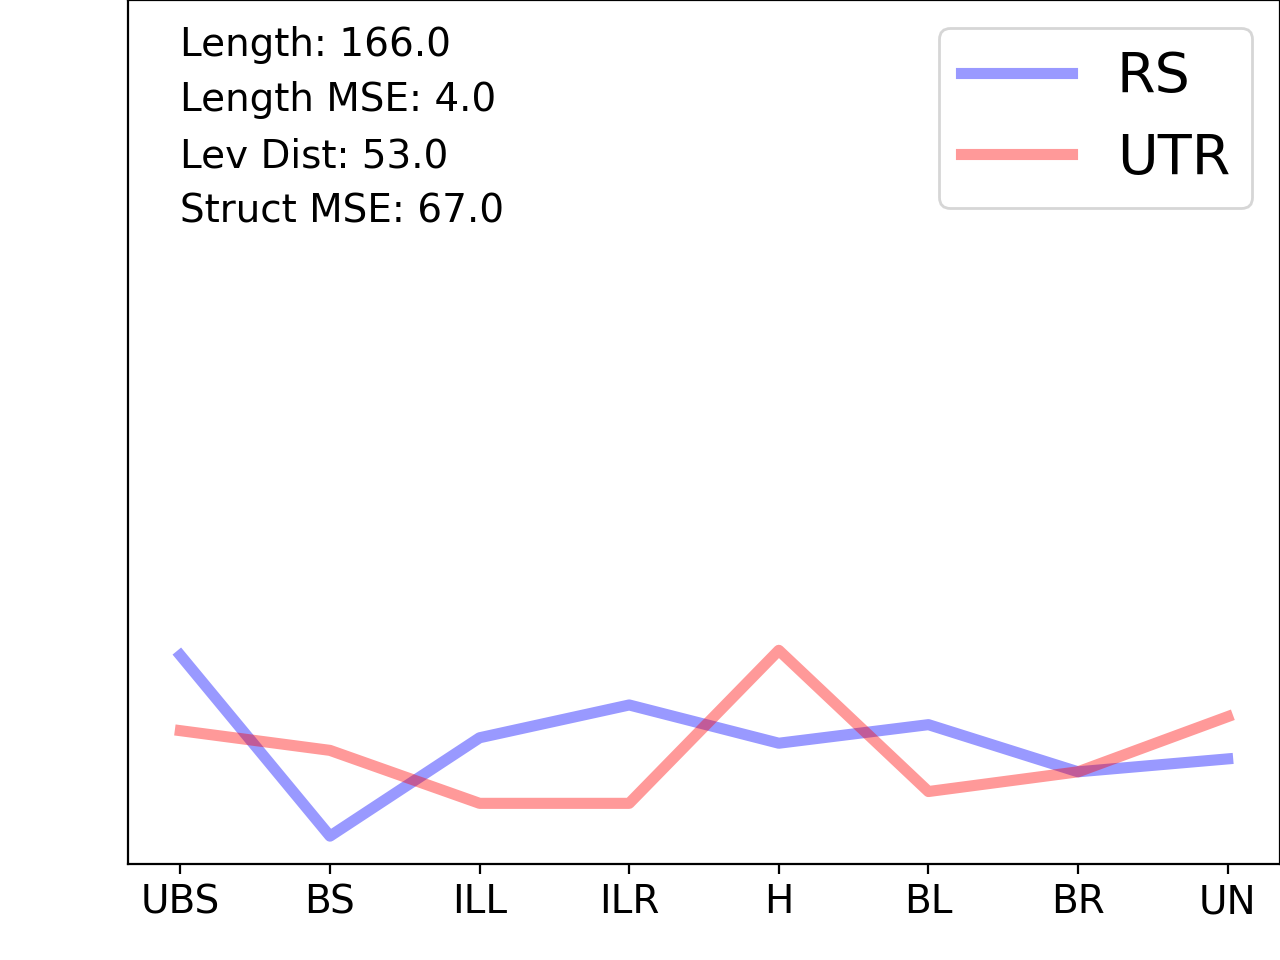 Length: 166.0
Length MSE: 4.0
Lev Dist: 53.0
Struct MSE: 67.0
RS
UTR
UBS BS ILL ILR H BL BR UN